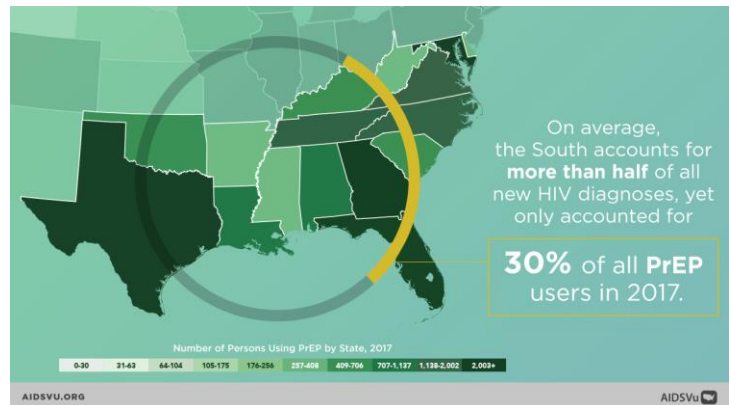 On average,
the South accounts for
more than half of all
new HIV diagnoses, yet
only accounted for
30% of all PrEP
users in 2017.
Number of Persons Using PrEP by State, 2017
0-30 31-63 64-104 105-175 176-256 257-408 409-706 707-1,137 1,138-2,002 2,003+
AIDSVU.ORG AIDSVu